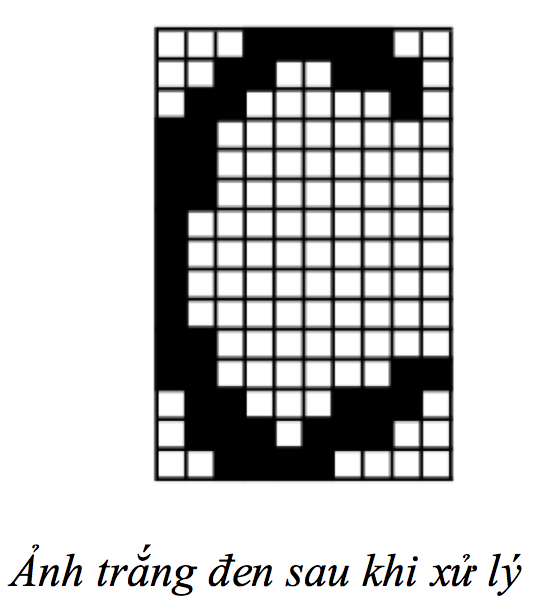 Ảnh trắng đen sau khi xử lý